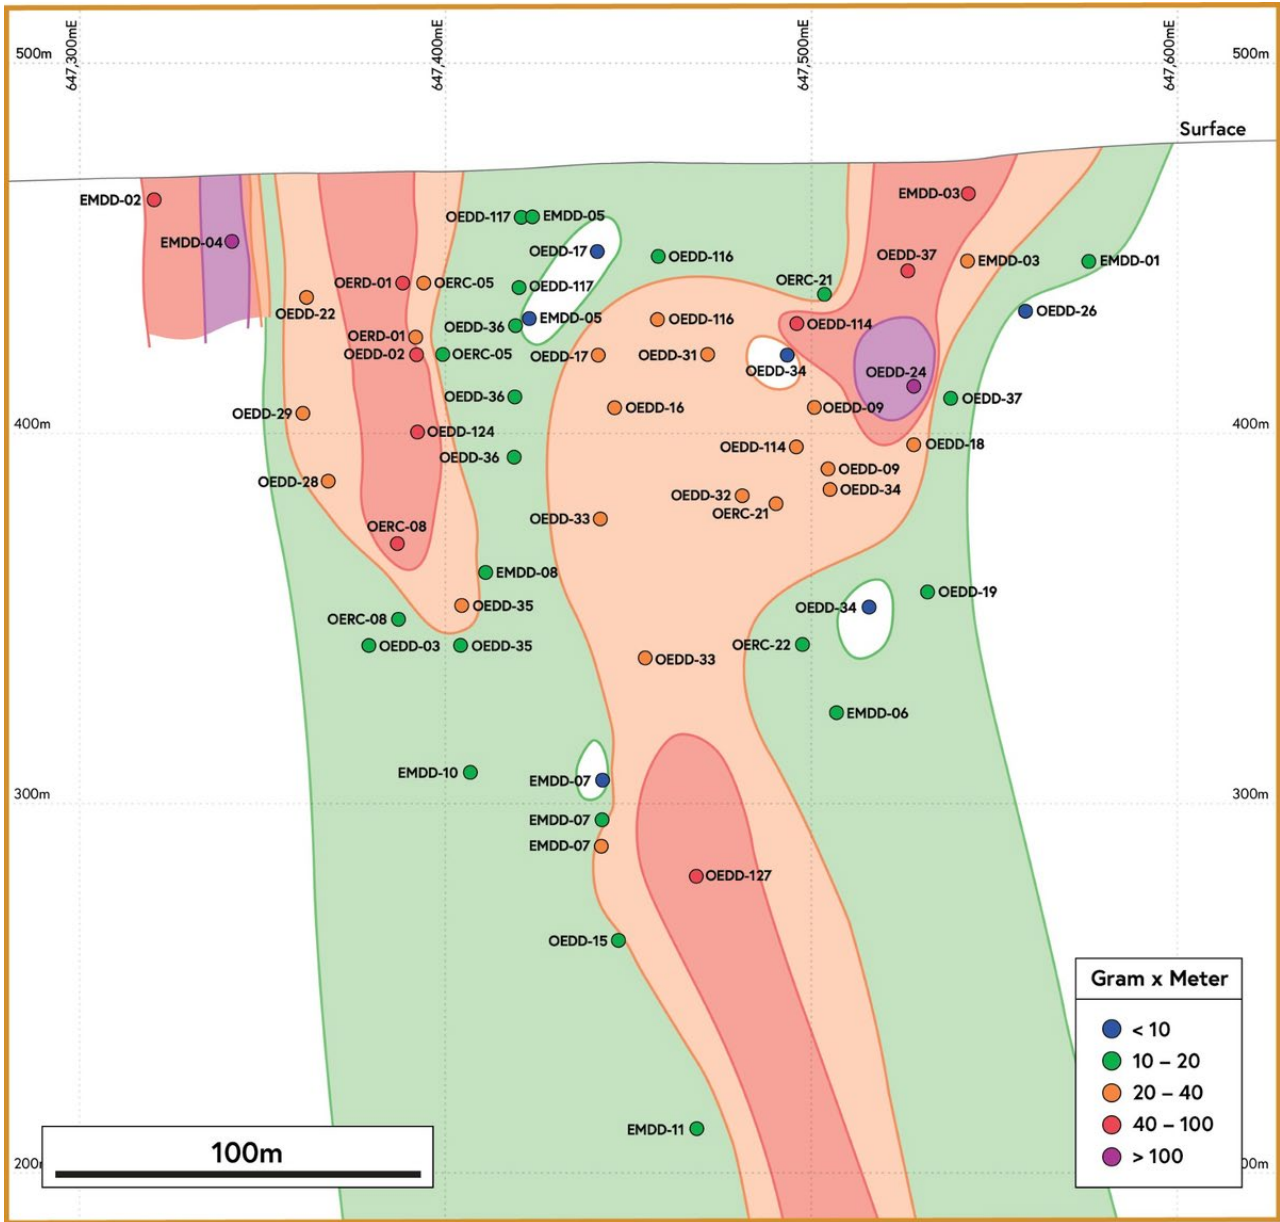 647,300mE
647,400mE
647,500mE
647,600mE
500m
500m
Surface
EMDD-02
EMDD-03
OEDD-117
EMDD-05
EMDD-04
OEDD-17
OEDD-116
OEDD-37
EMDD-03
EMDD-01
OERD-01
OERC-05
OERC-21
OEDD-117
OEDD-22
OEDD-26
EMDD-05
OEDD-36
OEDD-116
OEDD-114
OERD-01
OEDD-02
OERC-05
OEDD-17
OEDD-31
OEDD-34
OEDD-24
OEDD-36
OEDD-37
OEDD-29
OEDD-16
OEDD-09
400m
400m
OEDD-124
OEDD-114
OEDD-18
OEDD-36
OEDD-09
OEDD-28
OEDD-34
OEDD-32
OERC-21
OERC-08
OEDD-33
EMDD-08
OEDD-19
OEDD-35
OEDD-34
OERC-08
OEDD-03
OEDD-35
OERC-22
OEDD-33
EMDD-06
EMDD-10
EMDD-07
300m
300m
EMDD-07
EMDD-07
OEDD-127
OEDD-15
EMDD-11
Gram x Meter
< 10
10 – 20
20 – 40
40 – 100
> 100
100m
200m
00m